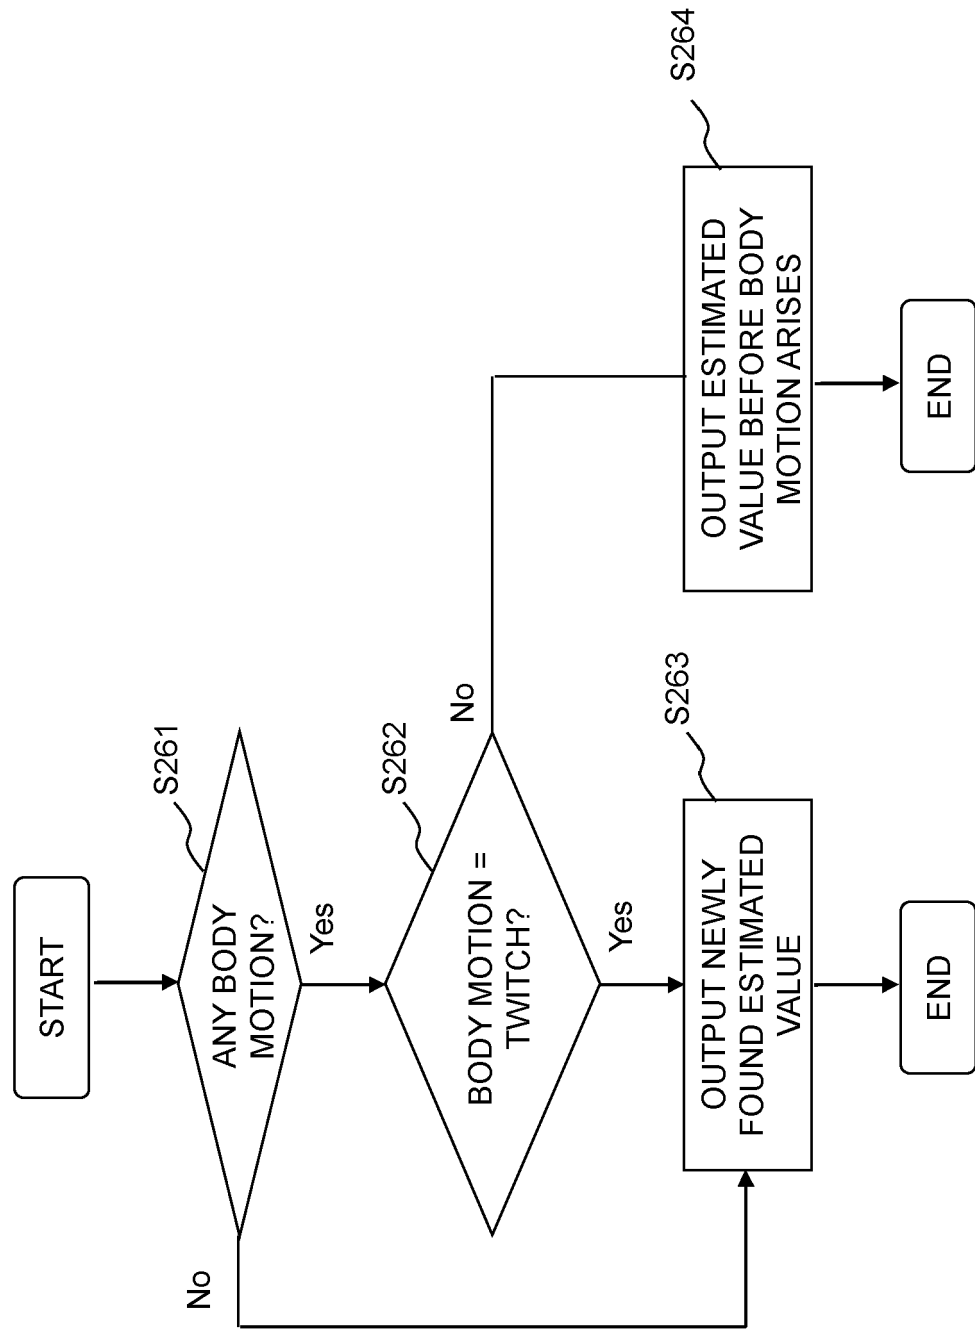 START
S261
ANY BODY
MOTION?
No
Yes
S262
BODY MOTION =
TWITCH?
No
Yes
S263
OUTPUT NEWLY
FOUND ESTIMATED
VALUE
S264
OUTPUT ESTIMATED
VALUE BEFORE BODY
MOTION ARISES
END
END